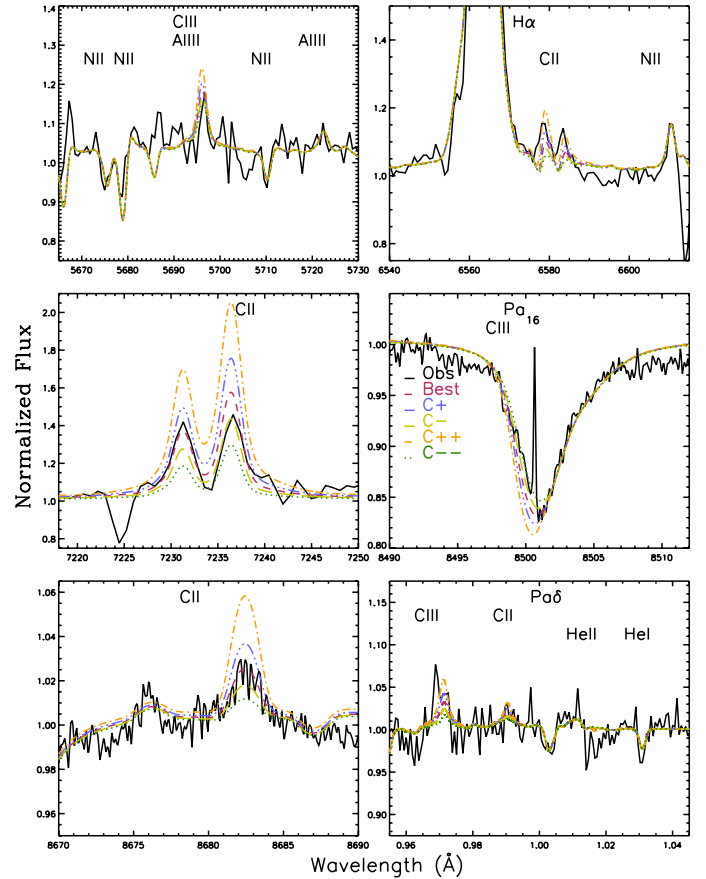 CIII
AlIII AlIII
NII NII NII
1.4
1.3
1.2
1.1
1.0
0.9
0.8
5670 5680 5690 5700 5710 5720 5730
Hα
CII NII
1.4
1.2
1.0
0.8
6540 6560 6580 6600
CII
2.0
1.8
1.6
1.4
1.2
1.0
0.8
7220 7225 7230 7235 7240 7245 7250
Pa16
CIII
1.00
0.95
0.90
0.85
0.80
Obs
Best
C+
C-
C++
C--
8490 8495 8500 8505 8510
CII
1.06
1.04
1.02
1.00
0.98
0.96
8670 8675 8680 8685 8690
Paδ
CIII CII
HeII HeI
1.15
1.10
1.05
1.00
0.95
0.90
0.96 0.98 1.00 1.02 1.04
Normalized Flux
Wavelength (Å)